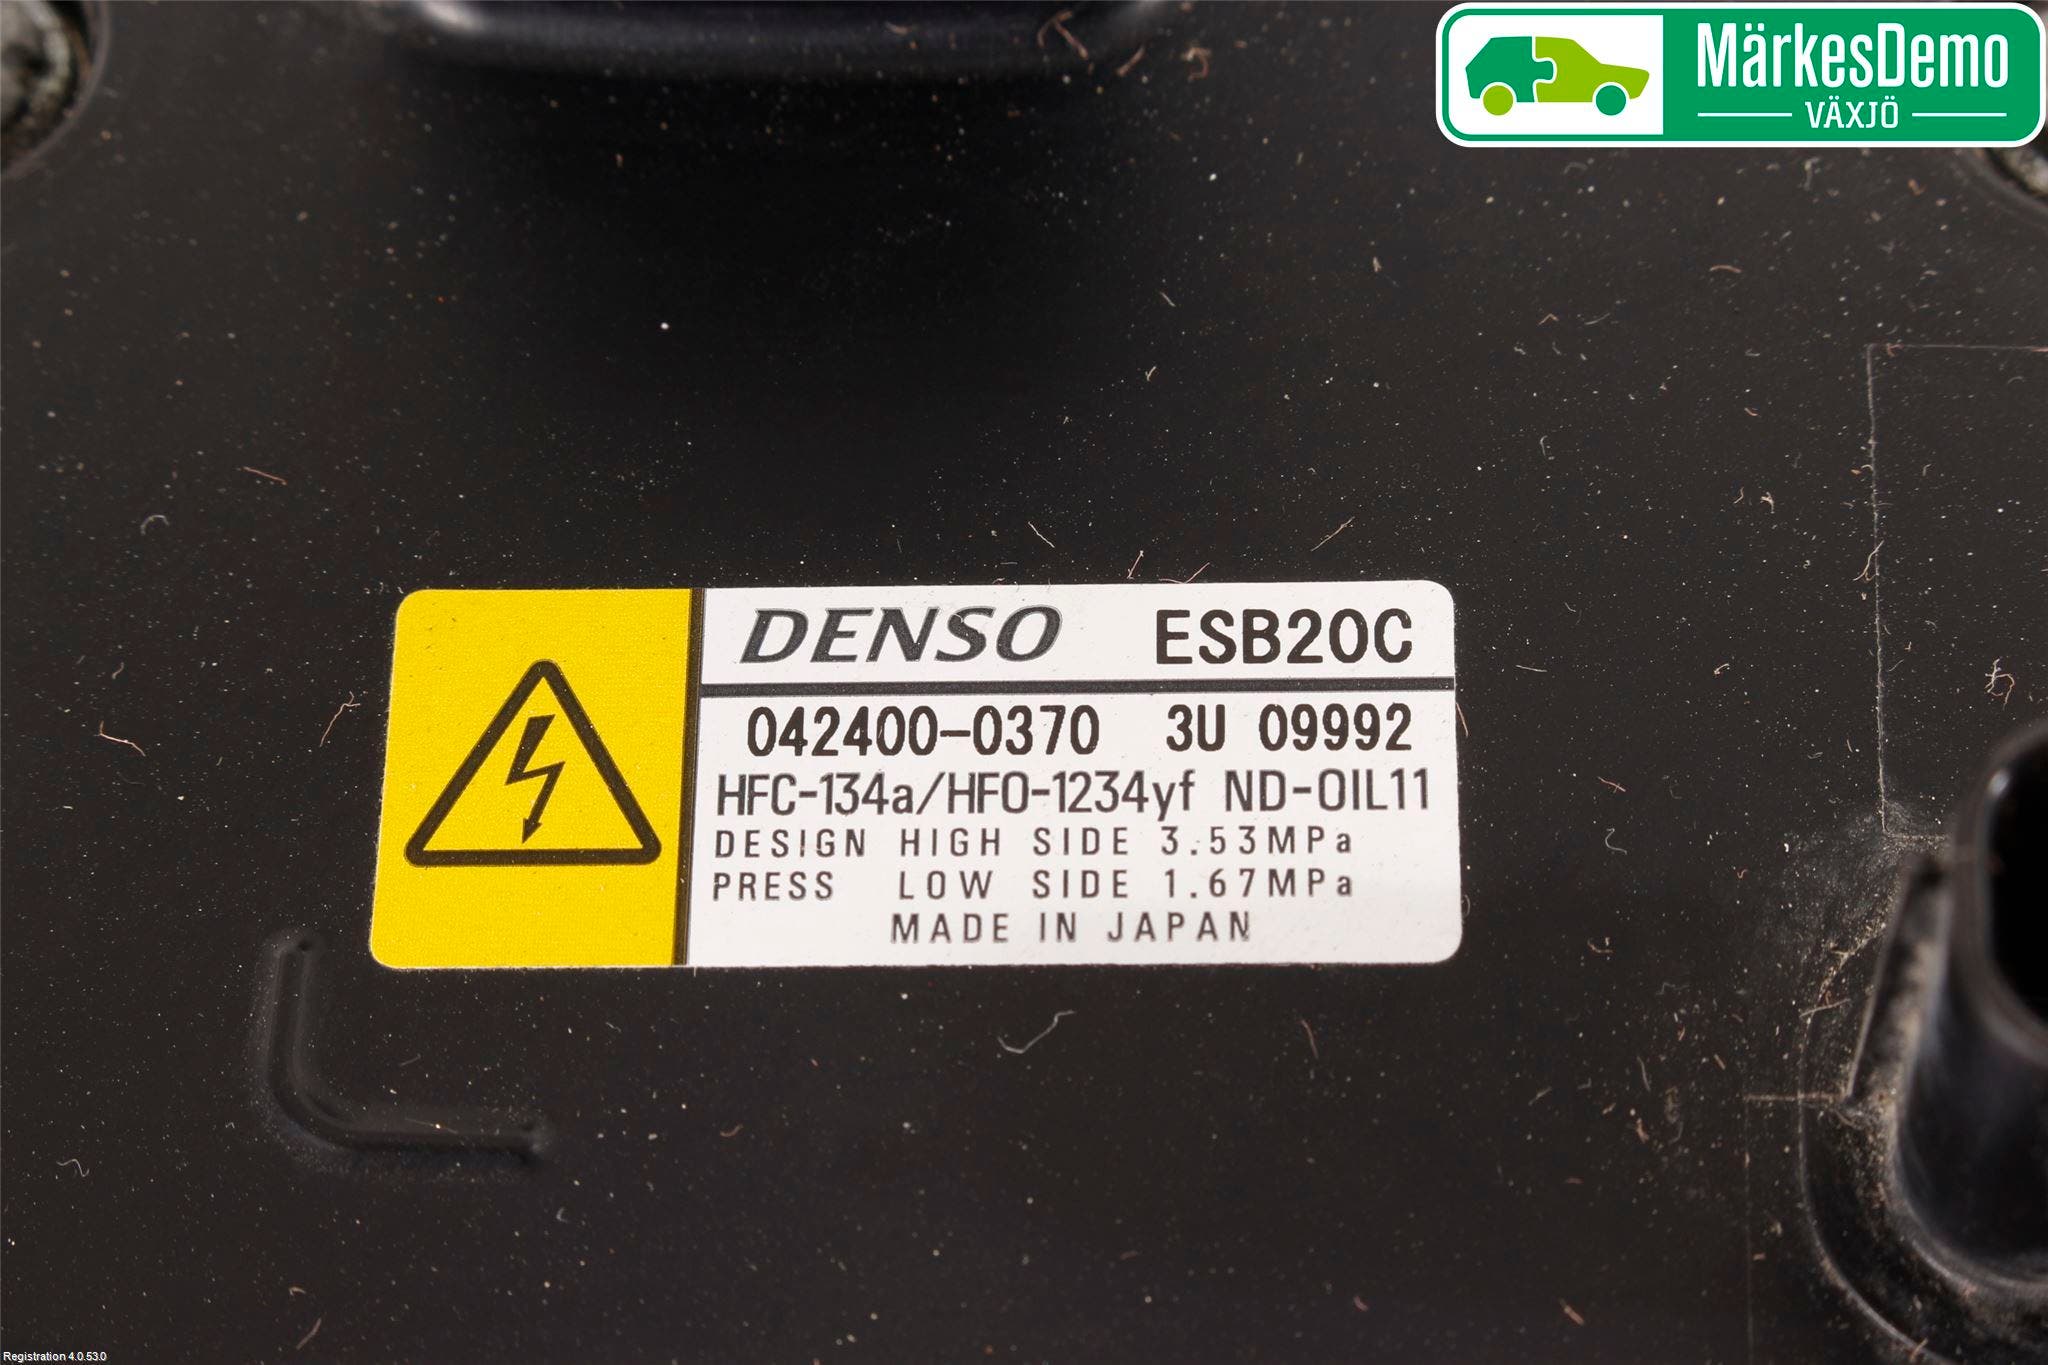 MärkesDemo
VÄXJÖ
DENSO ESB20C
042400-0370 3U 09992
HFC-134a/HFO-1234yf ND-OIL11
DESIGN HIGH SIDE 3.53MPa
PRESS LOW SIDE 1.67MPa
MADE IN JAPAN
Registration 4.0.53.0